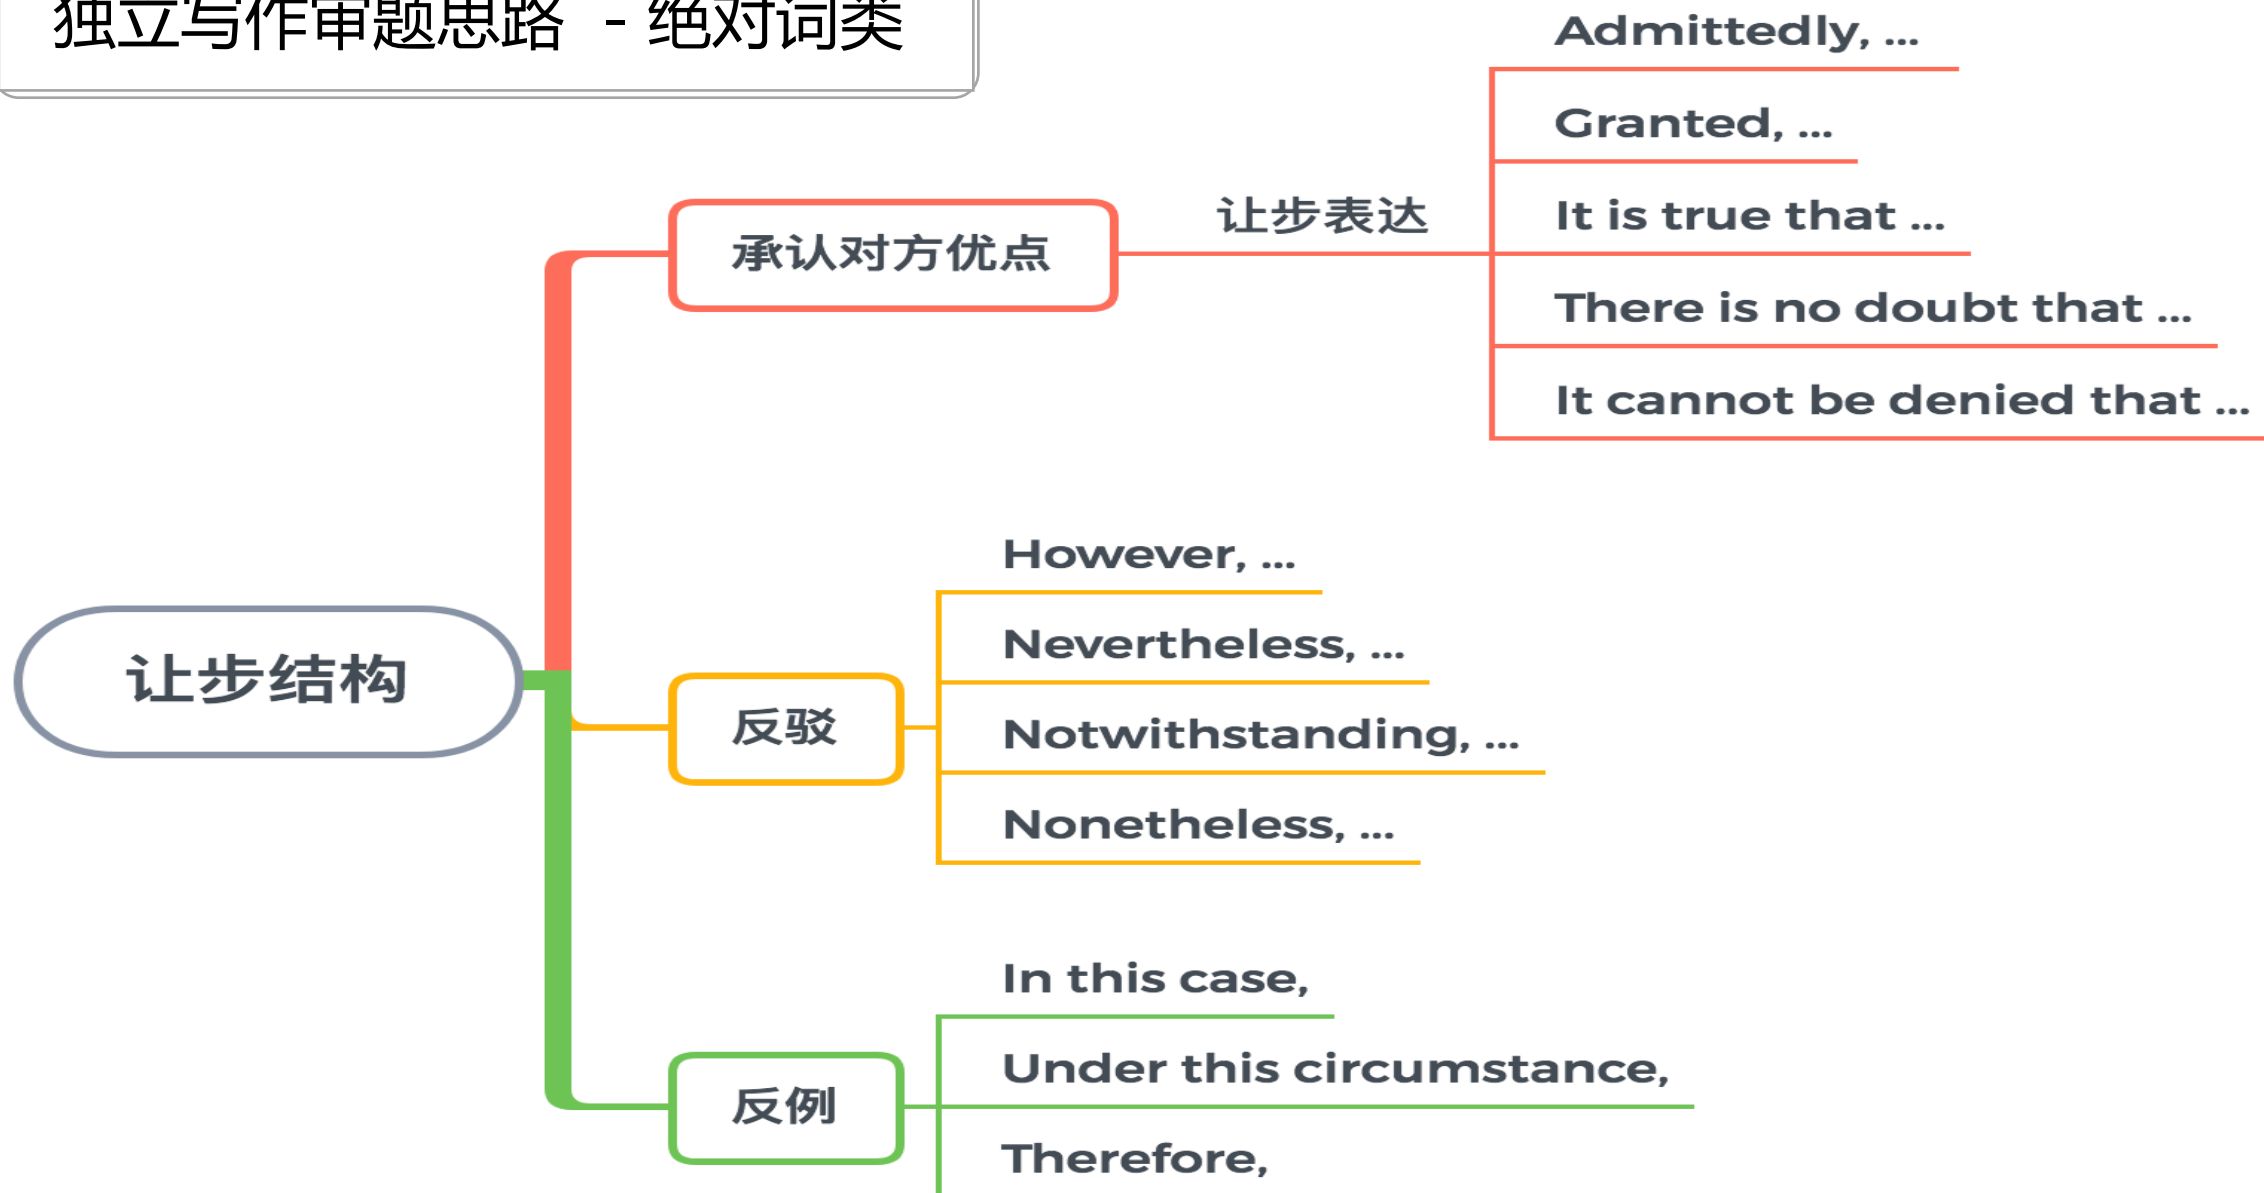 独立写作审题思路 - 绝对词类
让步结构
承认对方优点
让步表达
Admittedly, ...
Granted, ...
It is true that ...
There is no doubt that ...
It cannot be denied that ...
反驳
However, ...
Nevertheless, ...
Notwithstanding, ...
Nonetheless, ...
反例
In this case,
Under this circumstance,
Therefore,